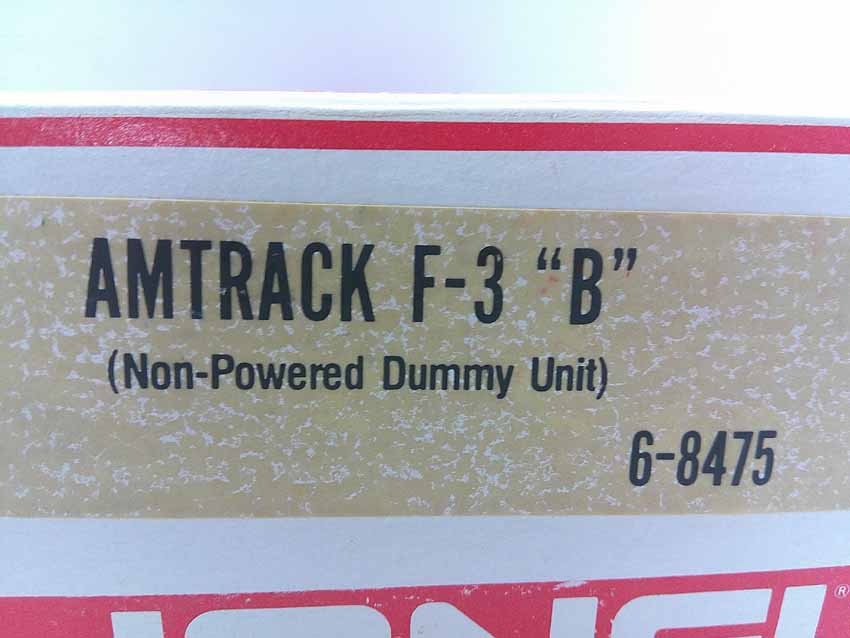 AMTRACK F-3 “B”
(Non-Powered Dummy Unit)
6-8475
®